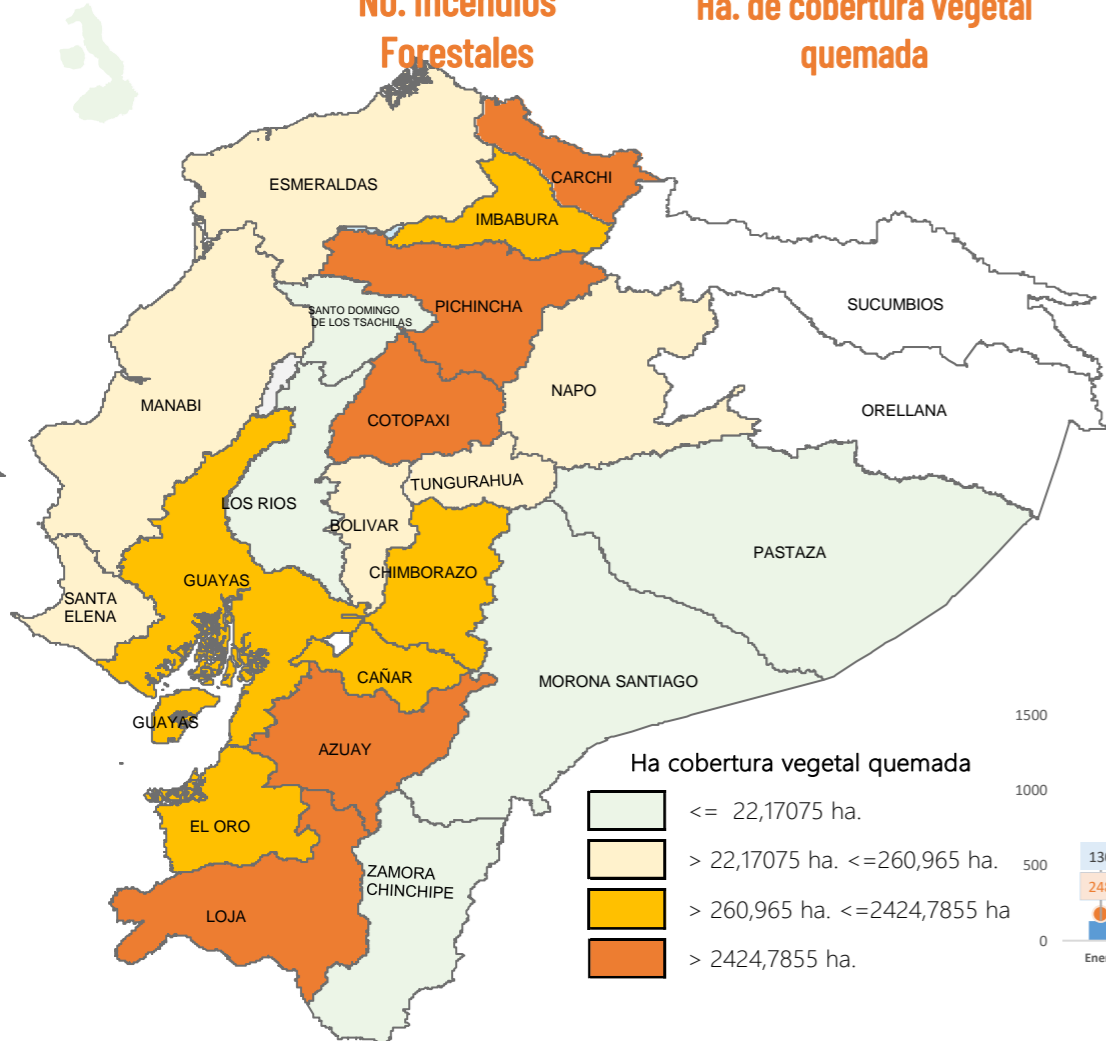 No. Incendios
Forestales
Ha. de cobertura vegetal
quemada
ESMERALDAS
CARCHI
IMBABURA
SUCUMBIOS
PICHINCHA
SANTO DOMINGO
DE LOS TSACHILAS
NAPO
ORELLANA
MANABI
COTOPAXI
TUNGURAHUA
LOS RIOS
BOLIVAR
PASTAZA
CHIMBORAZO
GUAYAS
SANTA
ELENA
CAÑAR
MORONA SANTIAGO
GUAYAS
AZUAY
EL ORO
ZAMORA
CHINCHIPE
LOJA
Ha cobertura vegetal quemada
<= 22,17075 ha.
> 22,17075 ha. <=260,965 ha.
> 260,965 ha. <=2424,7855 ha
> 2424,7855 ha.
1500
1000
500
0